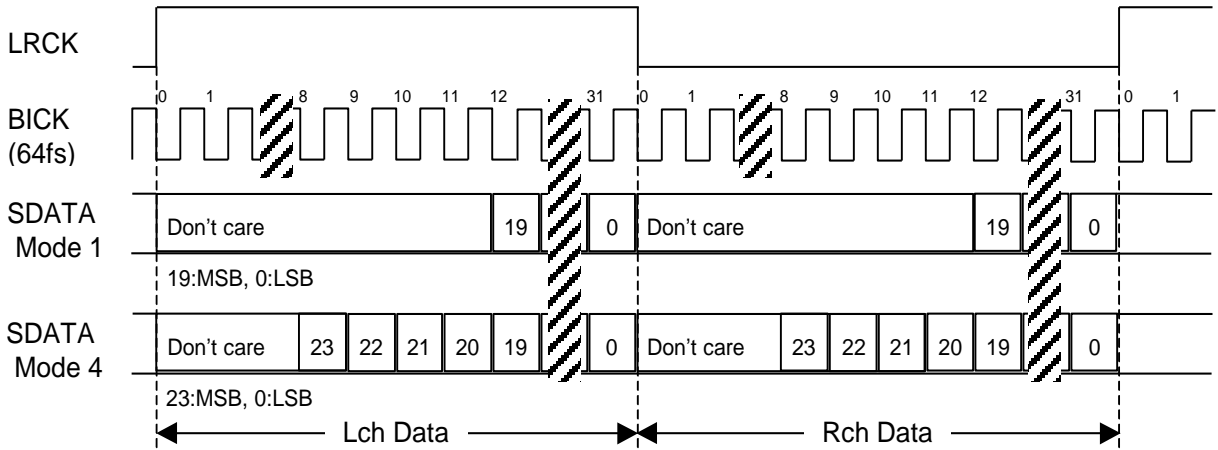 LRCK
0 1 8 9 10 11 12 31 0 1 8 9 10 11 12 31 0 1
BICK
(64fs)
SDATA
Mode 1
Don't care 19 0 Don't care 19 0
19:MSB, 0:LSB
SDATA
Mode 4
Don't care 23 22 21 20 19 0 Don't care 23 22 21 20 19 0
23:MSB, 0:LSB
Lch Data Rch Data